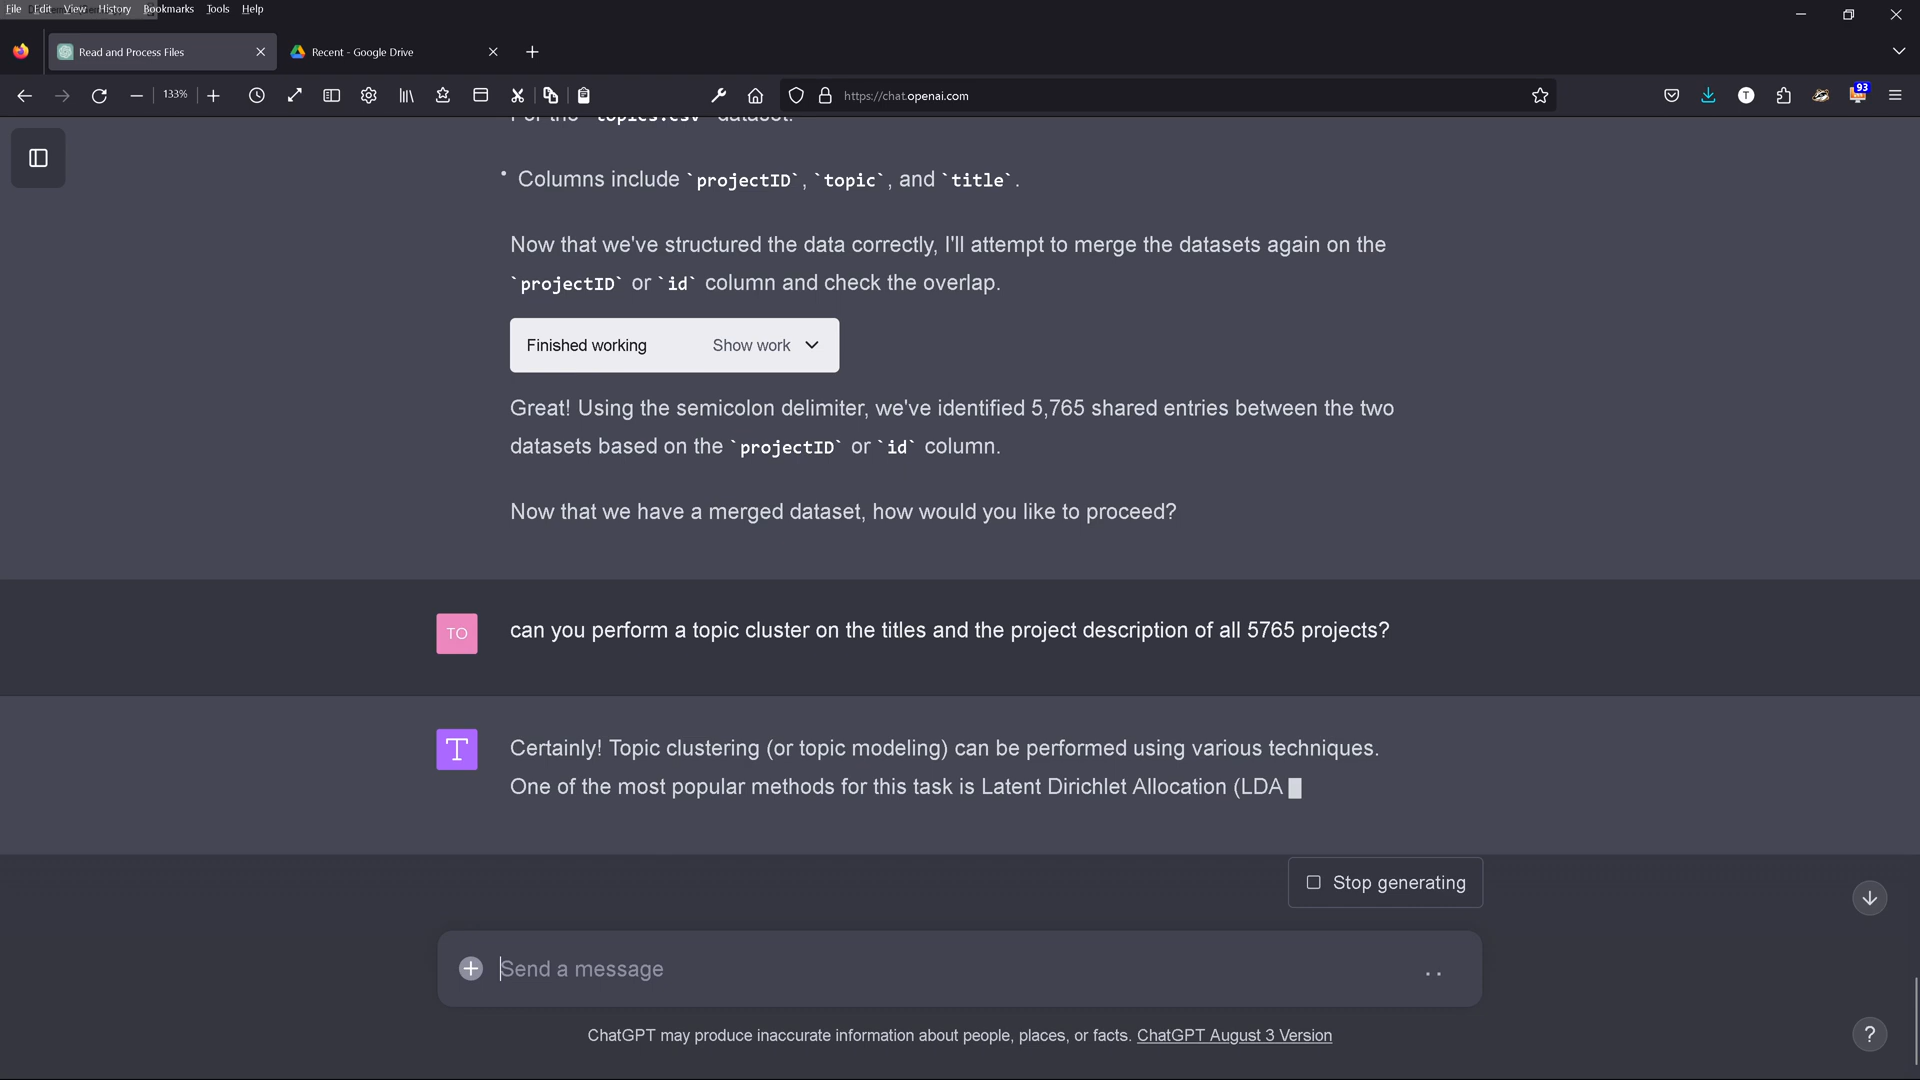 File Edit View History Bookmarks Tools Help
Read and Process Files
Recent - Google Drive
133%
https://chat.openai.com
T
93
For the `topics.csv` dataset:
• Columns include `projectID`, `topic`, and `title`.
Now that we've structured the data correctly, I'll attempt to merge the datasets again on the
`projectID` or `id` column and check the overlap.
Finished working Show work
Great! Using the semicolon delimiter, we've identified 5,765 shared entries between the two
datasets based on the `projectID` or `id` column.
Now that we have a merged dataset, how would you like to proceed?
TO
can you perform a topic cluster on the titles and the project description of all 5765 projects?
T
Certainly! Topic clustering (or topic modeling) can be performed using various techniques.
One of the most popular methods for this task is Latent Dirichlet Allocation (LDA
Stop generating
Send a message
ChatGPT may produce inaccurate information about people, places, or facts. ChatGPT August 3 Version
?